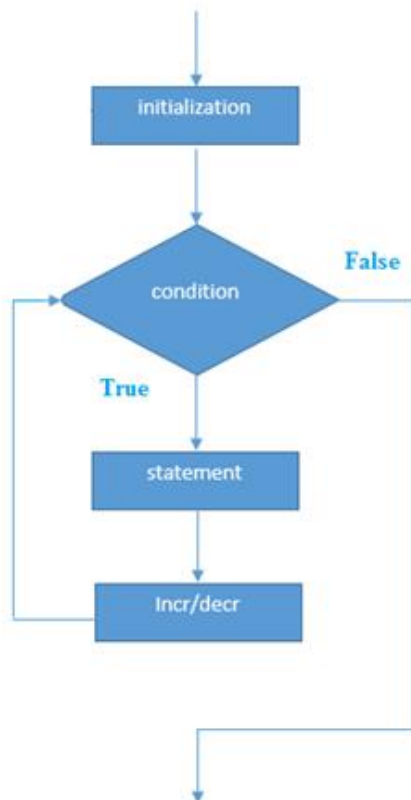 initialization
condition
False
True
statement
Incr/decr